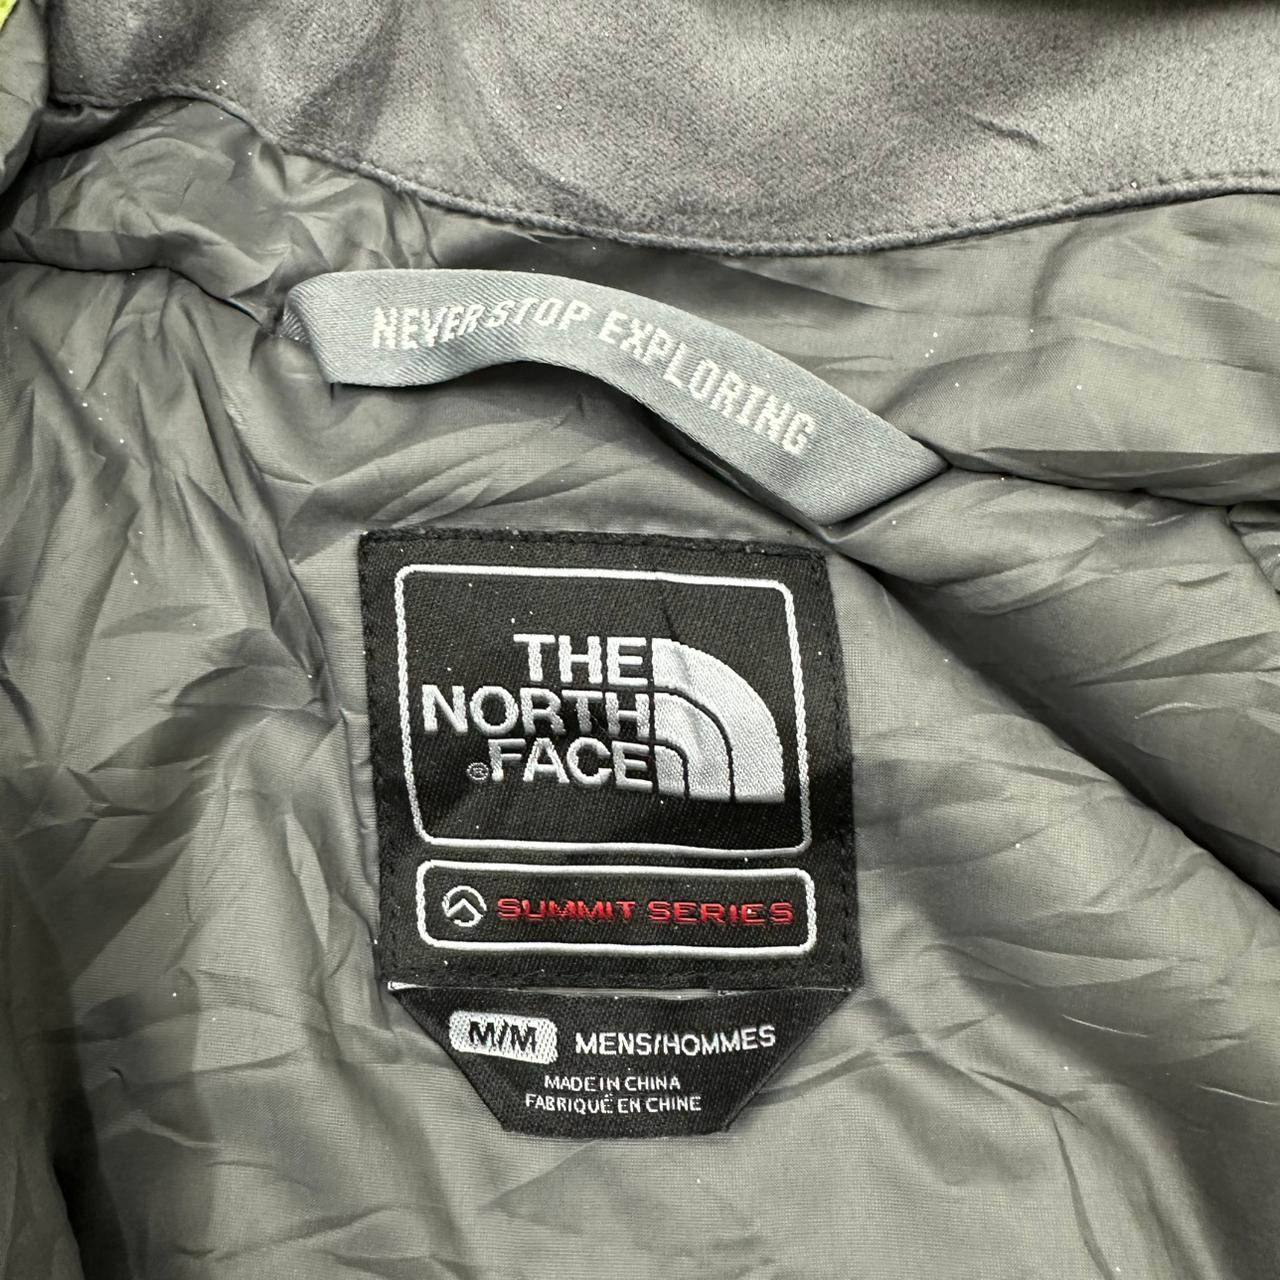 NEVER STOP EXPLORING
THE
NORTH
®FACE
SUMMIT SERIES
M/M MENS/HOMMES
MADE IN CHINA
FABRIQUÉ EN CHINE